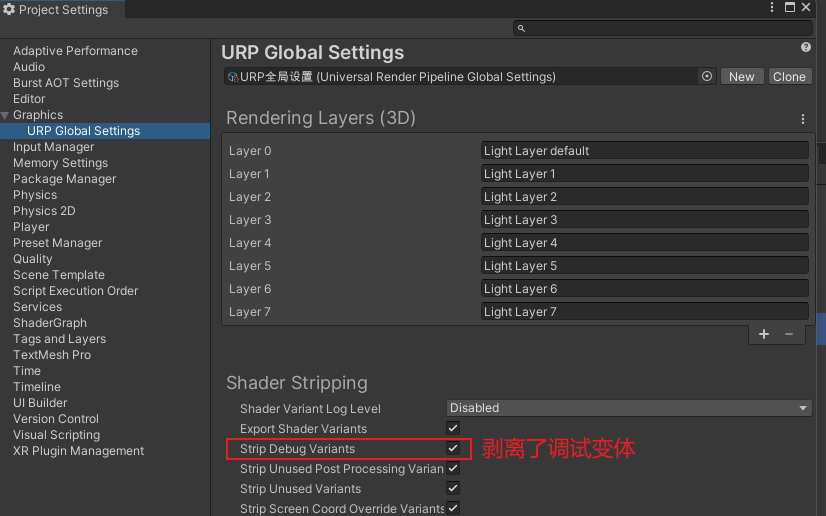 Project Settings
Adaptive Performance
Audio
Burst AOT Settings
Editor
Graphics
URP Global Settings
Input Manager
Memory Settings
Package Manager
Physics
Physics 2D
Player
Preset Manager
Quality
Scene Template
Script Execution Order
Services
ShaderGraph
Tags and Layers
TextMesh Pro
Time
Timeline
UI Builder
Version Control
Visual Scripting
XR Plugin Management
URP Global Settings
URP全局设置 (Universal Render Pipeline Global Settings)
New
Clone
Rendering Layers (3D)
Layer 0 Light Layer default
Layer 1 Light Layer 1
Layer 2 Light Layer 2
Layer 3 Light Layer 3
Layer 4 Light Layer 4
Layer 5 Light Layer 5
Layer 6 Light Layer 6
Layer 7 Light Layer 7
Shader Stripping
Shader Variant Log Level Disabled
Export Shader Variants
Strip Debug Variants 剥离了调试变体
Strip Unused Post Processing Varian
Strip Unused Variants
Strip Screen Coord Override Variants